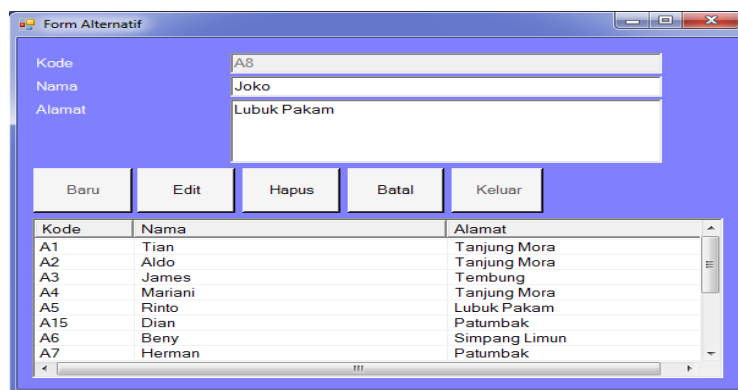 Form Alternatif
Kode A8
Nama Joko
Alamat Lubuk Pakam
Baru Edit Hapus Batal Keluar
Kode Nama Alamat
A1 Tian Tanjung Mora
A2 Aldo Tanjung Mora
A3 James Tembung
A4 Mariani Tanjung Mora
A5 Rinto Lubuk Pakam
A15 Dian Patumbak
A6 Beny Simpang Limun
A7 Herman Patumbak